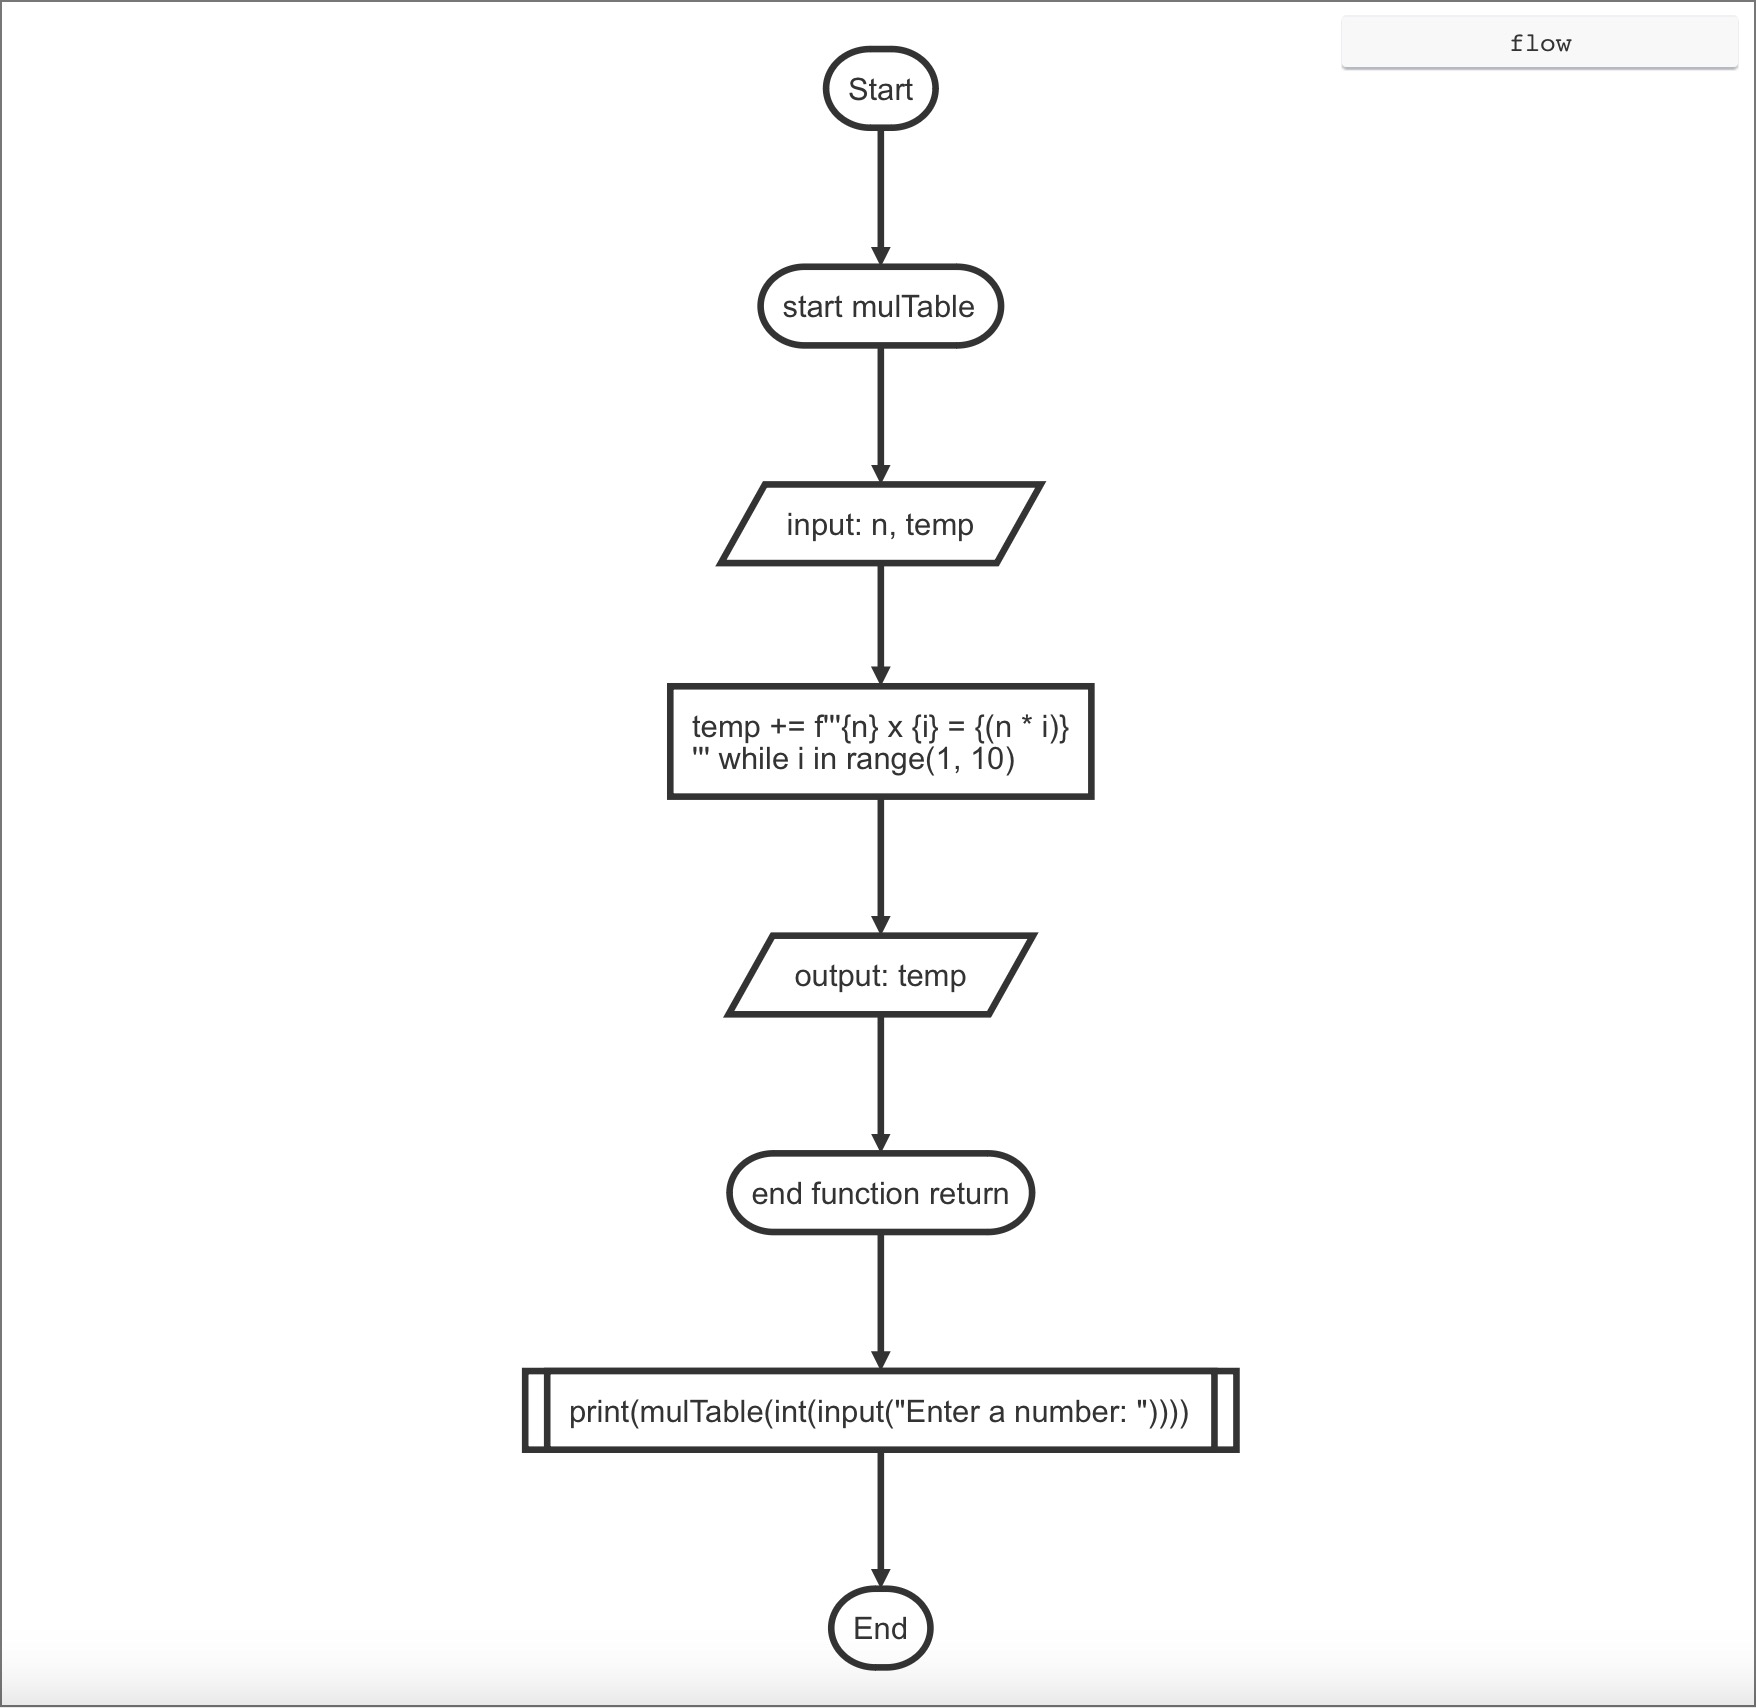 flow
Start
start mulTable
input: n, temp
temp += f'''{n} x {i} = {(n * i)}
''' while i in range(1, 10)
output: temp
end function return
print(mulTable(int(input("Enter a number: "))))
End